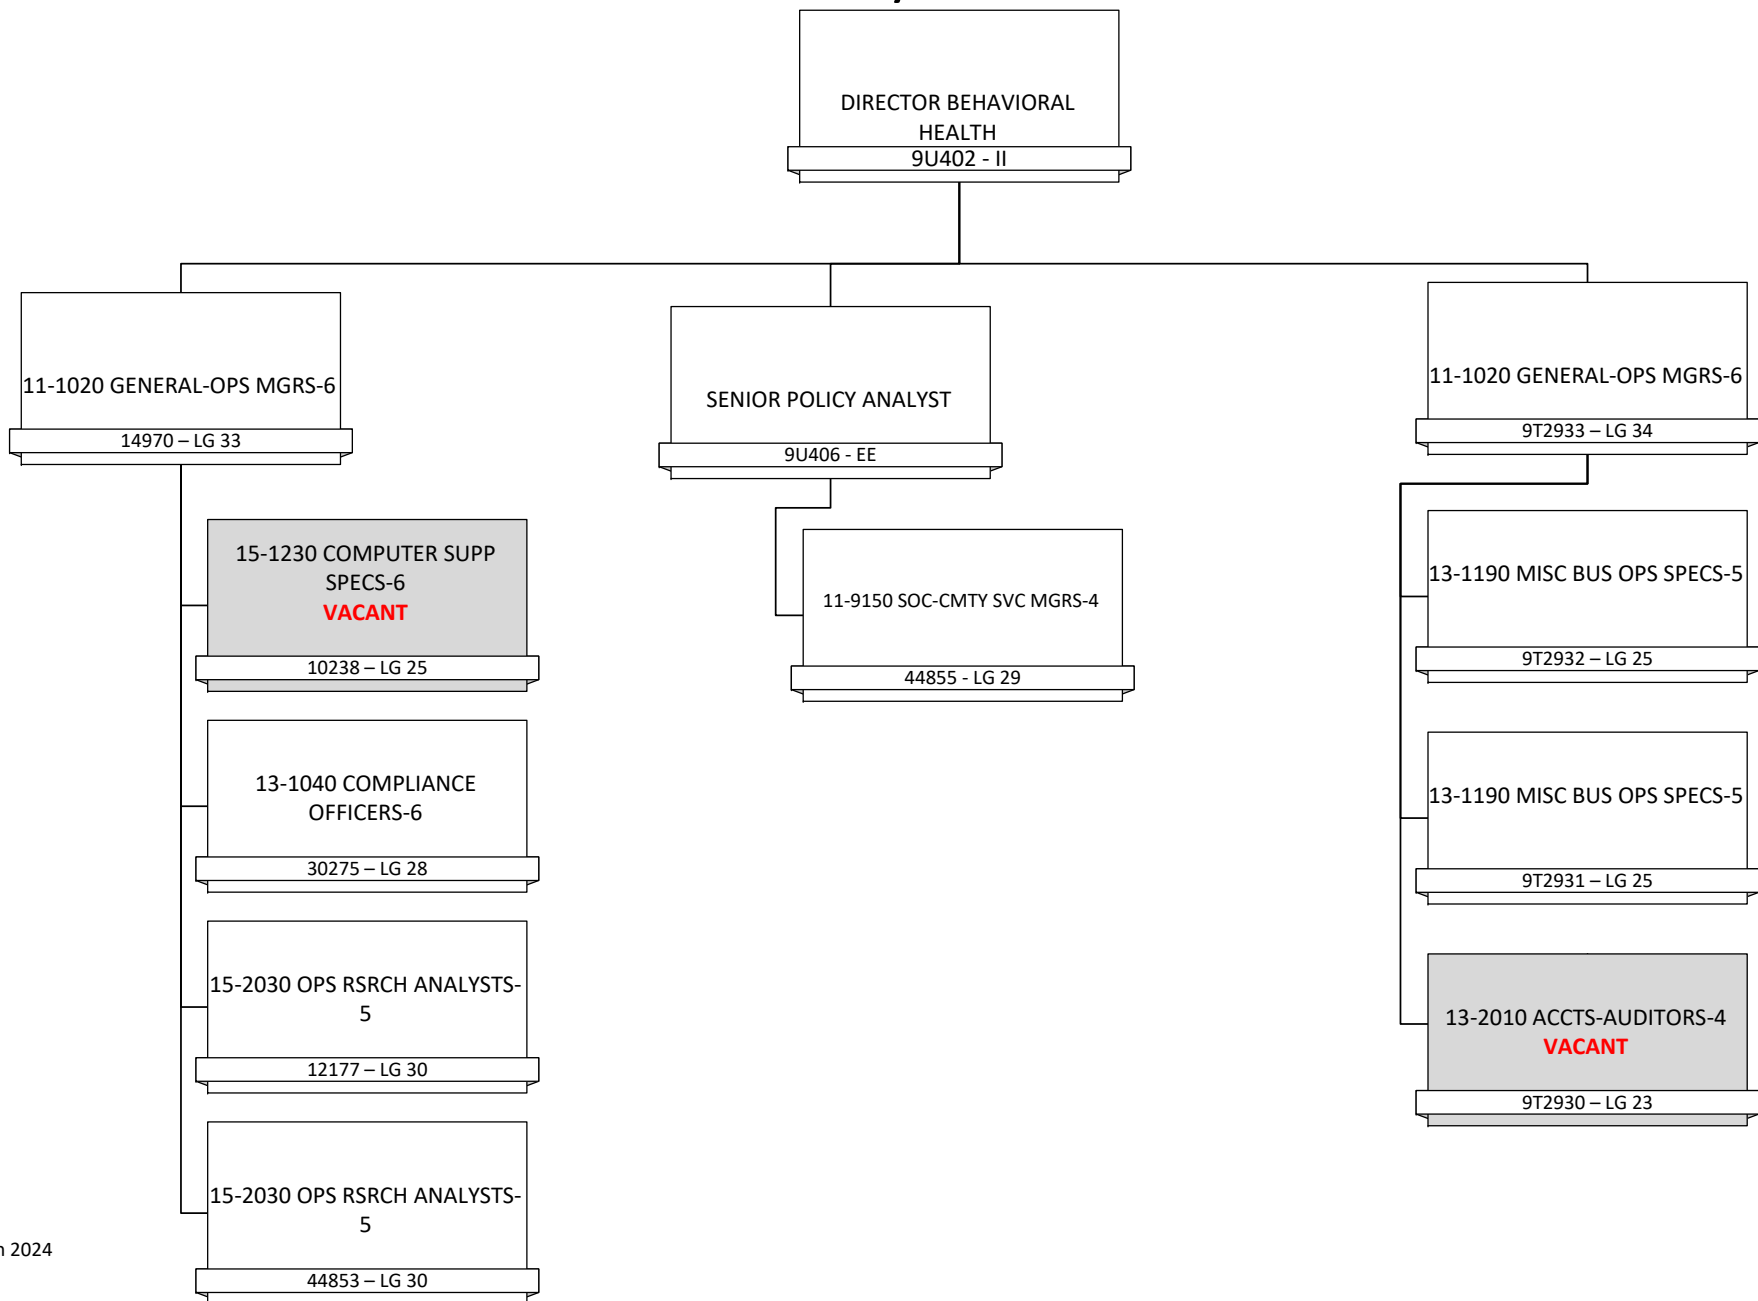 DIRECTOR BEHAVIORAL
HEALTH
9U402 - II
11-1020 GENERAL-OPS MGRS-6
14970 – LG 33
SENIOR POLICY ANALYST
9U406 - EE
11-1020 GENERAL-OPS MGRS-6
9T2933 – LG 34
15-1230 COMPUTER SUPP
SPECS-6
VACANT
10238 – LG 25
13-1040 COMPLIANCE
OFFICERS-6
30275 – LG 28
15-2030 OPS RSRCH ANALYSTS-
5
12177 – LG 30
15-2030 OPS RSRCH ANALYSTS-
5
44853 – LG 30
11-9150 SOC-CMTY SVC MGRS-4
44855 - LG 29
13-1190 MISC BUS OPS SPECS-5
9T2932 – LG 25
13-1190 MISC BUS OPS SPECS-5
9T2931 – LG 25
13-2010 ACCTS-AUDITORS-4
VACANT
9T2930 – LG 23
2024